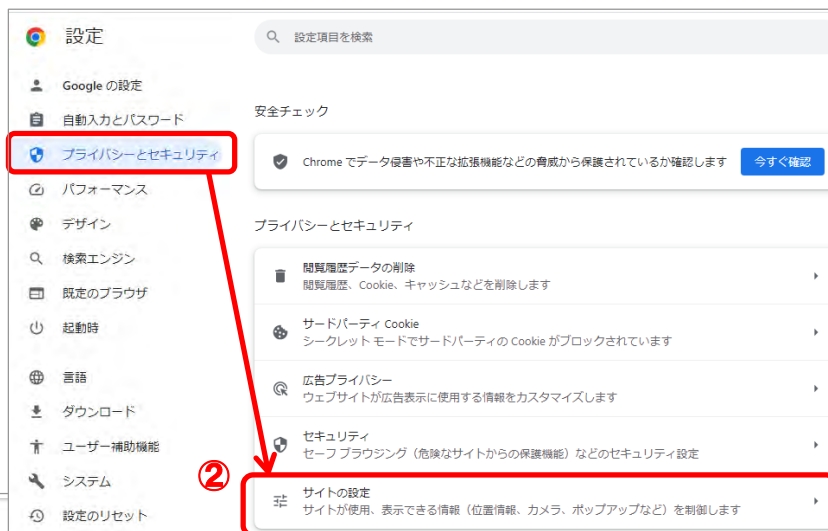 設定
設定項目を検索
Google の設定
自動入力とパスワード
プライバシーとセキュリティ
パフォーマンス
デザイン
検索エンジン
既定のブラウザ
起動時
言語
ダウンロード
ユーザー補助機能
システム
設定のリセット
安全チェック
Chrome でデータ侵害や不正な拡張機能などの脅威から保護されているか確認します
今すぐ確認
プライバシーとセキュリティ
閲覧履歴データの削除
閲覧履歴、Cookie、キャッシュなどを削除します
サードパーティ Cookie
シークレット モードでサードパーティの Cookie がブロックされています
広告プライバシー
ウェブサイトが広告表示に使用する情報をカスタマイズします
セキュリティ
セーフ ブラウジング（危険なサイトからの保護機能）などのセキュリティ設定
②
サイトの設定
サイトが使用、表示できる情報（位置情報、カメラ、ポップアップなど）を制御します